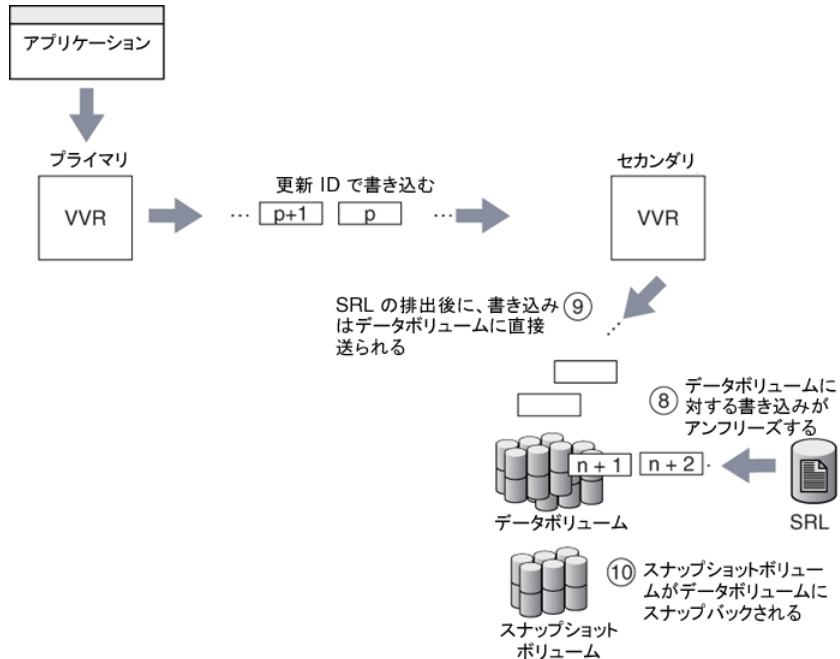 アプリケーション
プライマリ
VVR
更新 ID で書き込む
… p+1 p …
セカンダリ
VVR
SRL の排出後に、書き込み ⑨
はデータボリュームに直接
送られる
⑧ データボリュームに
対する書き込みが
アンフリーズする
n + 1 n + 2
データボリューム
SRL
⑩ スナップショットボリュー
ムがデータボリュームに
スナップバックされる
スナップショット
ボリューム